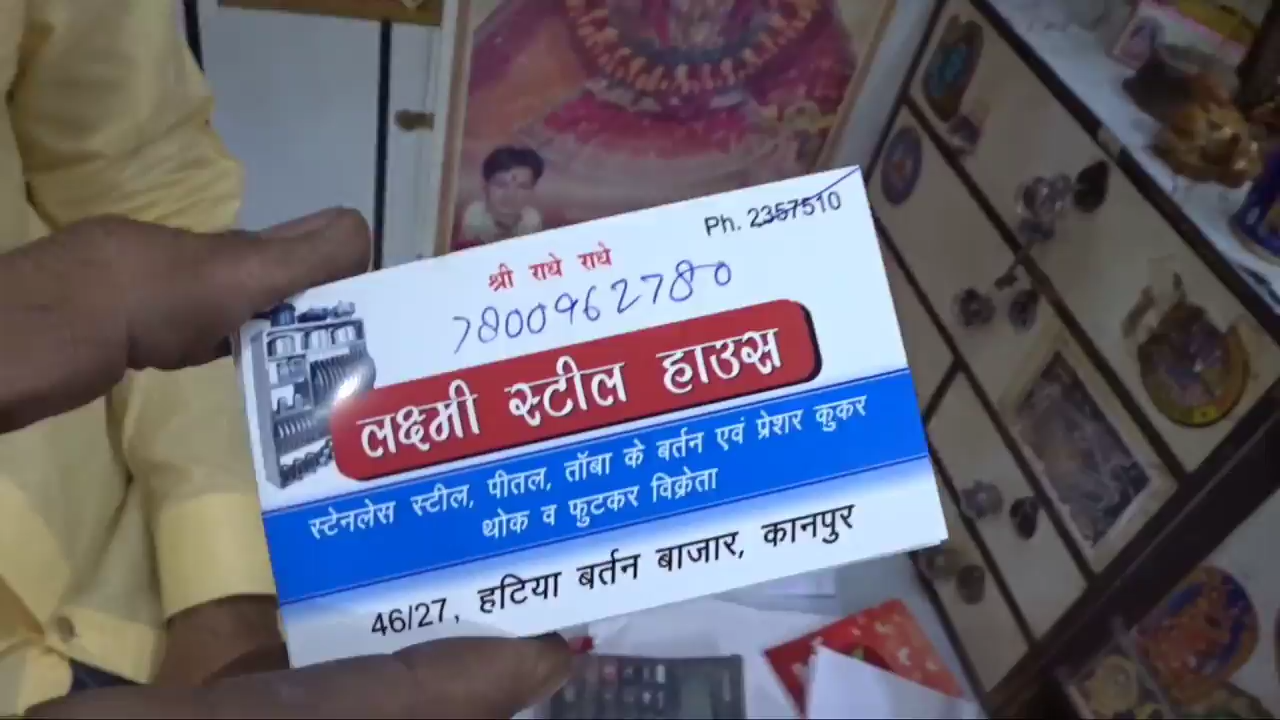 Ph. 2357510
श्री राधे राधे
7800962780
लक्ष्मी स्टील हाउस
स्टेनलेस स्टील, पीतल, तॉबा के बर्तन एवं प्रेशर कुकर
थोक व फुटकर विक्रेता
46/27, हटिया बर्तन बाजार, कानपुर